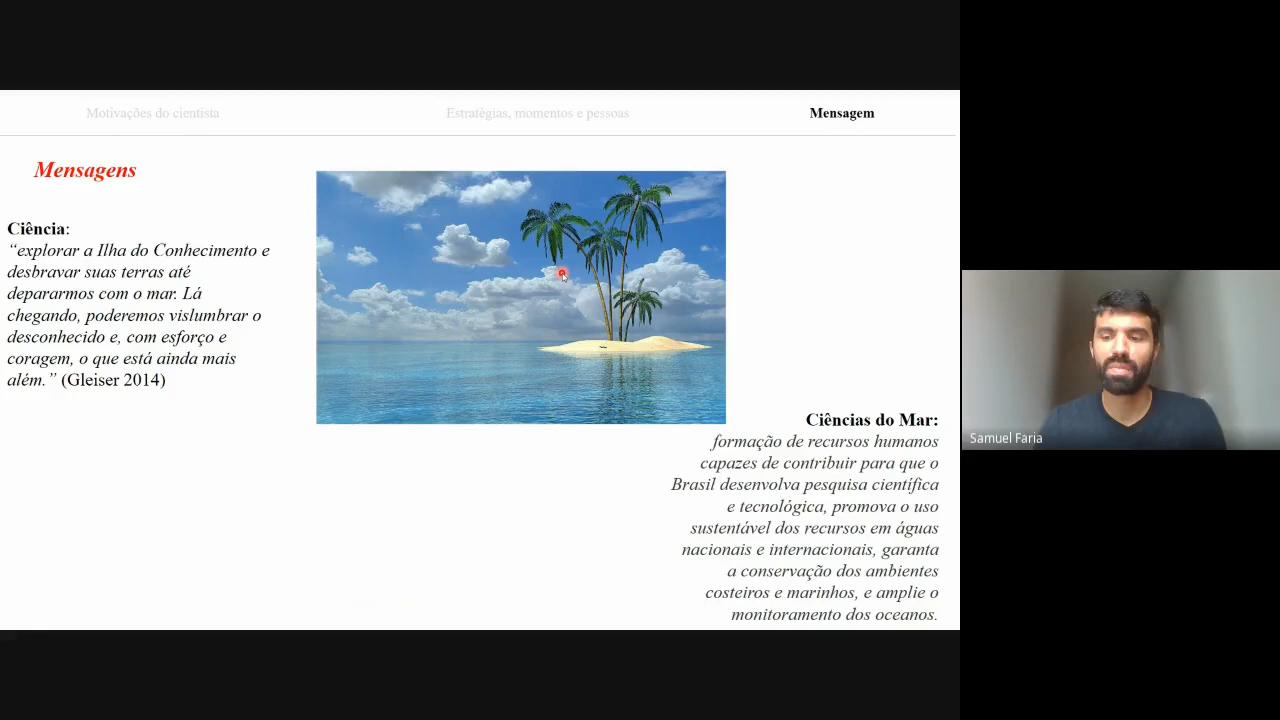 Motivações do cientista
Estratégias, momentos e pessoas
Mensagem
Mensagens
Ciência:
“explorar a Ilha do Conhecimento e
desbravar suas terras até
depararmos com o mar. Lá
chegando, poderemos vislumbrar o
desconhecido e, com esforço e
coragem, o que está ainda mais
além.” (Gleiser 2014)
Ciências do Mar:
formação de recursos humanos
capazes de contribuir para que o
Brasil desenvolva pesquisa científica
e tecnológica, promova o uso
sustentável dos recursos em águas
nacionais e internacionais, garanta
a conservação dos ambientes
costeiros e marinhos, e amplie o
monitoramento dos oceanos.
Samuel Faria